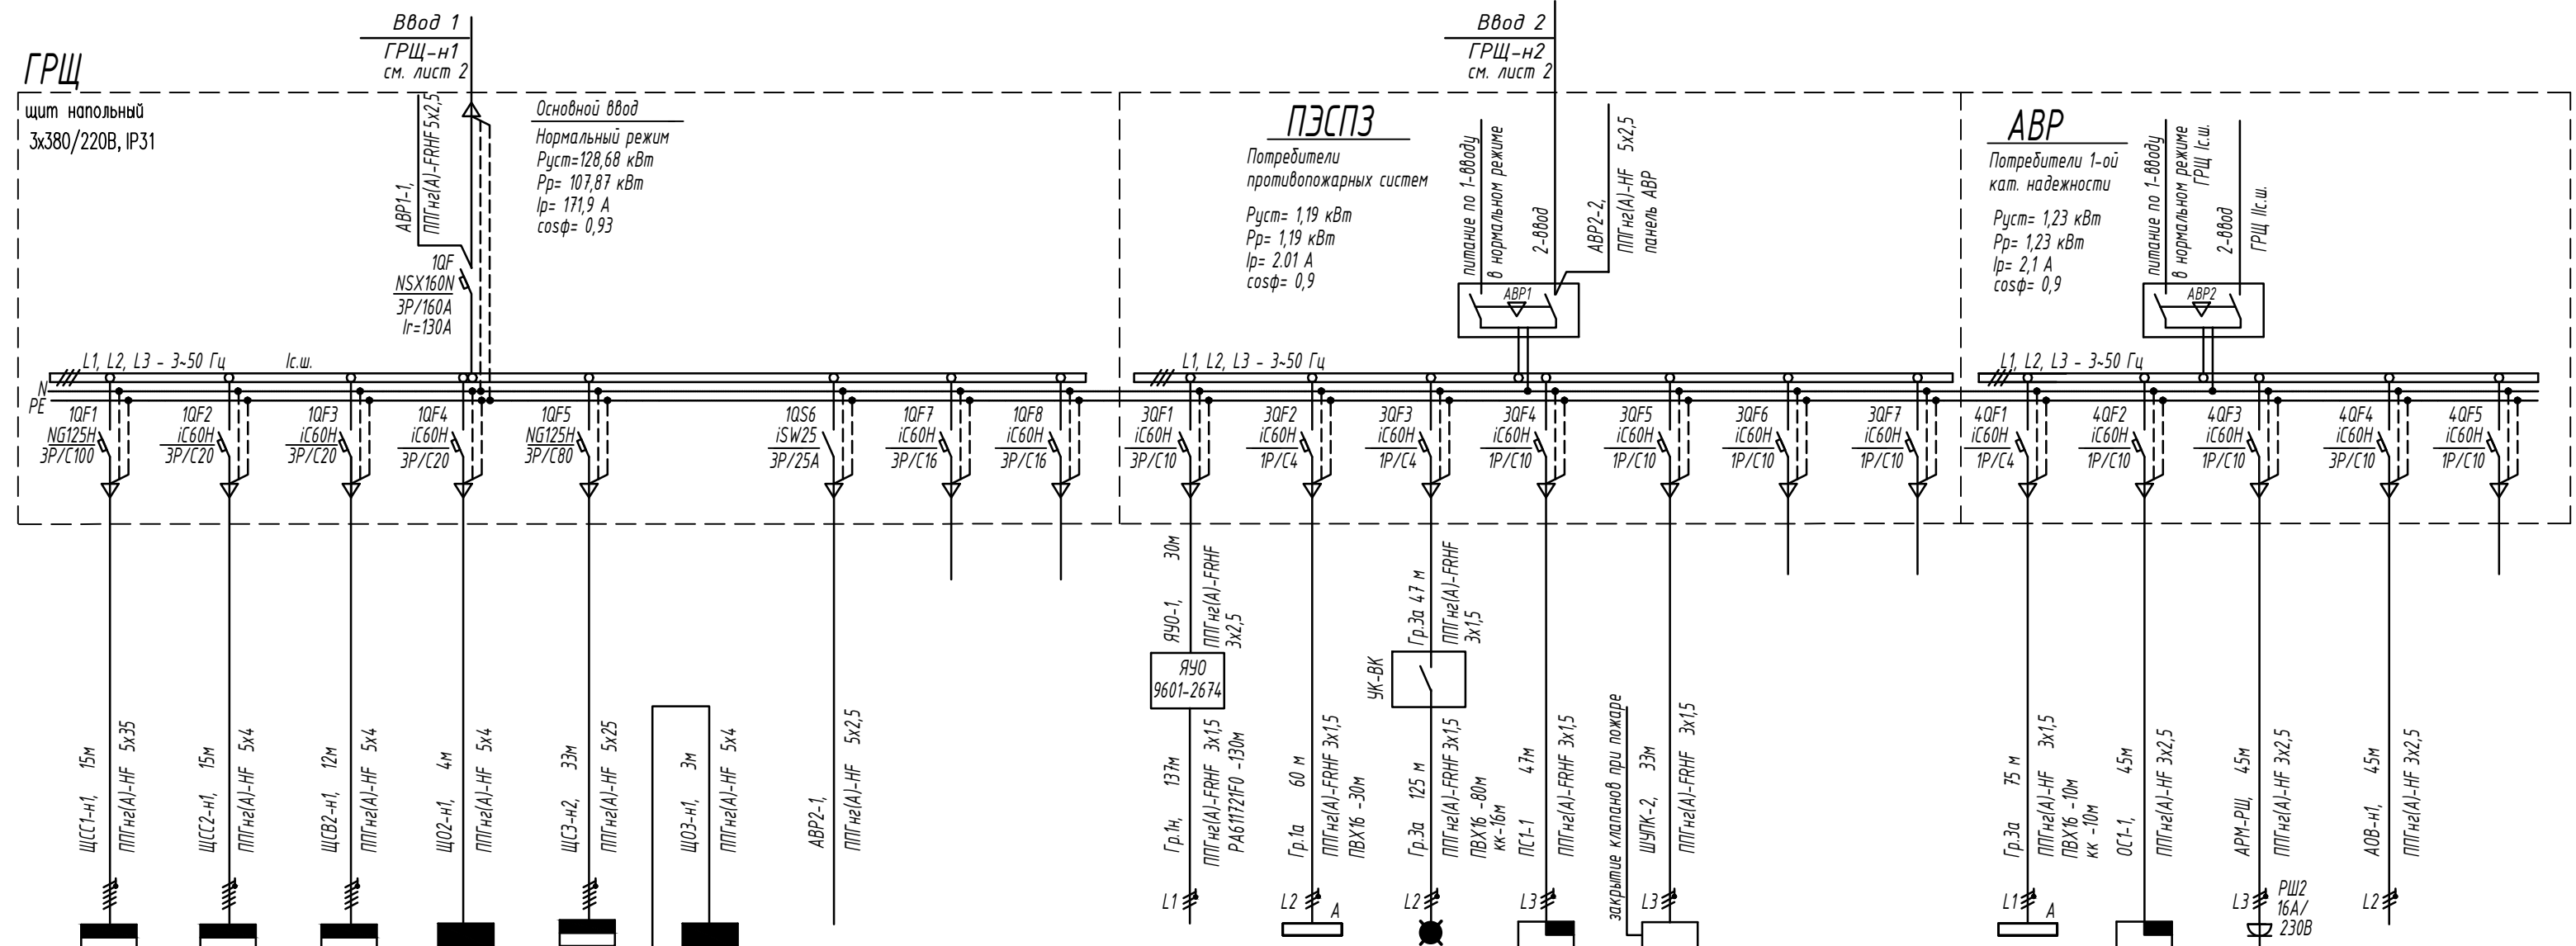 Ввод 1
ГРЩ-н1
см. лист 2
Ввод 2
ГРЩ-н2
см. лист 2
ГРЩ
щит напольный
3х380/220В, IP31
АВР1-1,
ППГнг(А)-FRHF 5х2,5
Основной ввод
Нормальный режим
Руст=128,68 кВт
Рр= 107,87 кВт
Iр= 171,9 А
cosф= 0,93
1QF
NSX160N
3P/160A
Ir=130A
ПЭСПЗ
Потребители
противопожарных систем
Руст= 1,19 кВт
Рр= 1,19 кВт
Iр= 2.01 А
cosф= 0,9
питание по 1-вводу
в нормальном режиме
2-ввод
АВР2-2,
ППГнг(А)-HF 5х2,5
панель АВР
АВР1
АВР
Потребители 1-ой
кат. надежности
Руст= 1,23 кВт
Рр= 1,23 кВт
Iр= 2,1 А
cosф= 0,9
питание по 1-вводу
в нормальном режиме
ГРЩ Iс.ш.
2-ввод
ГРЩ IIс.ш.
АВР2
L1, L2, L3 - 3~50 Гц Iс.ш.
L1, L2, L3 - 3~50 Гц
L1, L2, L3 - 3~50 Гц
N
PE
1QF1
NG125H
3P/C100
1QF2
iC60H
3P/C20
1QF3
iC60H
3P/C20
1QF4
iC60H
3P/C20
1QF5
NG125H
3P/C80
1QS6
iSW25
3P/25A
1QF7
iC60H
3P/C16
1QF8
iC60H
3P/C16
3QF1
iC60H
3P/C10
3QF2
iC60H
1P/C4
3QF3
iC60H
1P/C4
3QF4
iC60H
1P/C10
3QF5
iC60H
1P/C10
3QF6
iC60H
1P/C10
3QF7
iC60H
1P/C10
4QF1
iC60H
1P/C4
4QF2
iC60H
1P/C10
4QF3
iC60H
1P/C10
4QF4
iC60H
3P/C10
4QF5
iC60H
1P/C10
ЩСС1-н1, 15м
ППГнг(А)-HF 5х35
ЩСС2-н1, 15м
ППГнг(А)-HF 5х4
ЩСВ2-н1, 12м
ППГнг(А)-HF 5х4
ЩО2-н1, 4м
ППГнг(А)-HF 5х4
ЩС3-н2, 33м
ППГнг(А)-HF 5х25
ЩО3-н1, 3м
ППГнг(А)-HF 5х4
АВР2-1,
ППГнг(А)-HF 5х2,5
ЯУО-1, 30м
ППГнг(А)-FRHF
3х2,5
ЯУО
9601-2674
Гр.1н, 137м
ППГнг(А)-FRHF 3х1,5
РА611721F0 -130м
L1
Гр.1а 60 м
ППГнг(А)-FRHF 3х1,5
ПВХ16 -30м
L2
А
Гр.3а 47 м
ППГнг(А)-FRHF
3х1,5
УК-ВК
Гр.3а 125 м
ППГнг(А)-FRHF 3х1,5
ПВХ16 -80м
кк-16м
L2
ПС1-1 47м
ППГнг(А)-FRHF 3х1,5
L3
закрытие клапанов при пожаре
ШУПК-2, 33м
ППГнг(А)-FRHF 3х1,5
L3
Гр.3а 75 м
ППГнг(А)-HF 3х1,5
ПВХ16 -10м
кк -10м
L1
А
ОС1-1, 45м
ППГнг(А)-HF 3х2,5
АРМ-РЩ, 45м
ППГнг(А)-HF 3х2,5
L3
РШ2
16А/
230В
АОВ-н1, 45м
ППГнг(А)-HF 3х2,5
L2